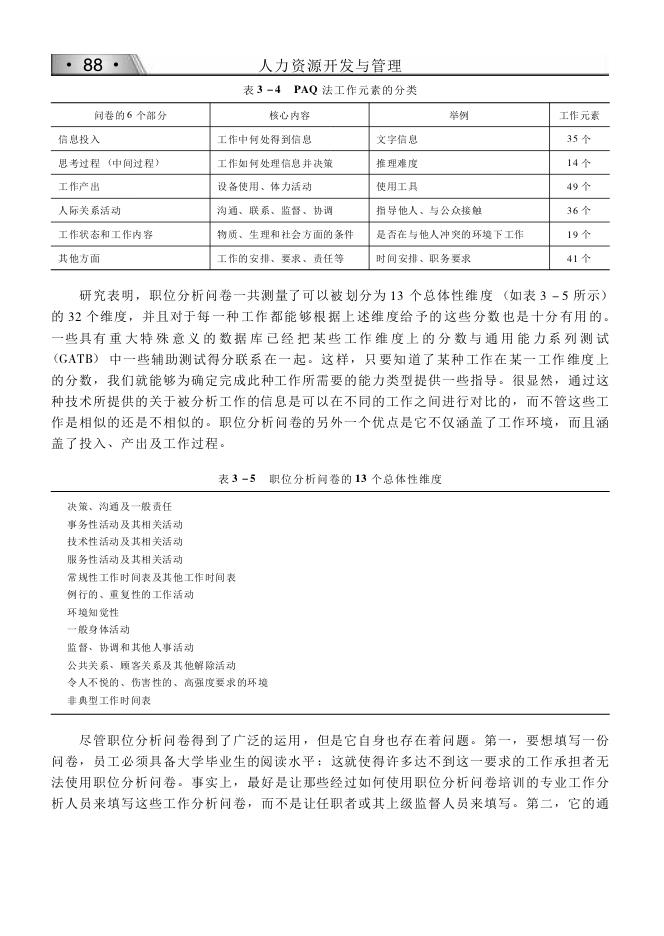 · 88 ·
人力资源开发与管理
表 3－4 PAQ 法工作元素的分类
问卷的 6 个部分 核心内容 举例 工作元素
信息投入 工作中何处得到信息 文字信息 35 个
思考过程（中间过程） 工作如何处理信息并决策 推理难度 14 个
工作产出 设备使用、体力活动 使用工具 49 个
人际关系活动 沟通、联系、监督、协调 指导他人、与公众接触 36 个
工作状态和工作内容 物质、生理和社会方面的条件 是否在与他人冲突的环境下工作 19 个
其他方面 工作的安排、要求、责任等 时间安排、职务要求 41 个
研究表明，职位分析问卷一共测量了可以被划分为 13 个总体性维度（如表 3－5 所示）
的 32 个维度，并且对于每一种工作都能够根据上述维度给予的这些分数也是十分有用的。
一些具有重大特殊意义的数据库已经把某些工作维度上的分数与通用能力系列测试
（GATB）中一些辅助测试得分联系在一起。这样，只要知道了某种工作在某一工作维度上
的分数，我们就能够为确定完成此种工作所需要的能力类型提供一些指导。很显然，通过这
种技术所提供的关于被分析工作的信息是可以在不同的工作之间进行对比的，而不管这些工
作是相似的还是不相似的。职位分析问卷的另外一个优点是它不仅涵盖了工作环境，而且涵
盖了投入、产出及工作过程。
表 3－5 职位分析问卷的 13 个总体性维度
决策、沟通及一般责任
事务性活动及其相关活动
技术性活动及其相关活动
服务性活动及其相关活动
常规性工作时间表及其他工作时间表
例行的、重复性的工作活动
环境知觉性
一般身体活动
监督、协调和其他人事活动
公共关系、顾客关系及其他解除活动
令人不悦的、伤害性的、高强度要求的环境
非典型工作时间表
尽管职位分析问卷得到了广泛的运用，但是它自身也存在着问题。第一，要想填写一份
问卷，员工必须具备大学毕业生的阅读水平；这就使得许多达不到这一要求的工作承担者无
法使用职位分析问卷。事实上，最好是让那些经过如何使用职位分析问卷培训的专业工作分
析人员来填写这些工作分析问卷，而不是让任职者或其上级监督人员来填写。第二，它的通